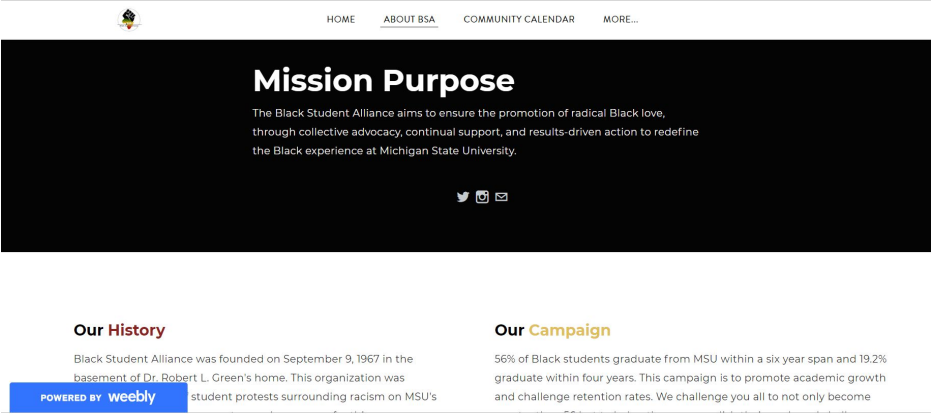 HOME ABOUT BSA COMMUNITY CALENDAR MORE...
Mission Purpose
The Black Student Alliance aims to ensure the promotion of radical Black love,
through collective advocacy, continual support, and results-driven action to redefine
the Black experience at Michigan State University.
Our History
Black Student Alliance was founded on September 9, 1967 in the
basement of Dr. Robert L. Green's home. This organization was
student protests surrounding racism on MSU's
Our Campaign
56% of Black students graduate from MSU within a six year span and 19.2%
graduate within four years. This campaign is to promote academic growth
and challenge retention rates. We challenge you all to not only become
POWERED BY weebly